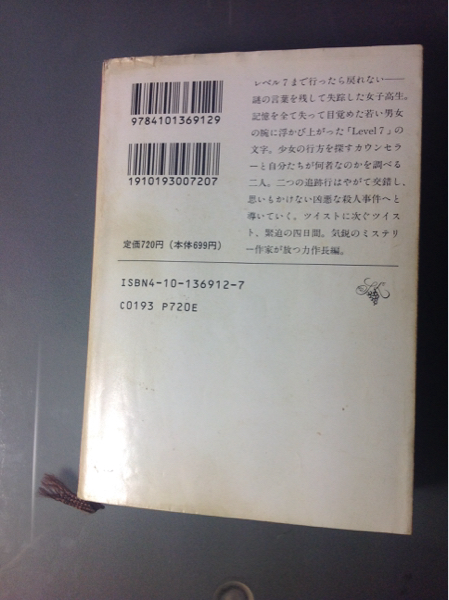 9784101369129
1910193007207
定価720円（本体699円）
ISBN4-10-136912-7
C0193 P720E
レベル7まで行ったら戻れない──
謎の言葉を残して失踪した女子高生。
記憶を全て失って目覚めた若い男女
の腕に浮かび上がった「Level 7」の
文字。少女の行方を探すカウンセラ
ーと自分たちが何者なのかを調べる
二人。二つの追跡行はやがて交錯し、
思いもかけない凶悪な殺人事件へと
導いていく。ツイストに次ぐツイス
ト、緊迫の四日間。気鋭のミステリ
ー作家が放つ力作長編。